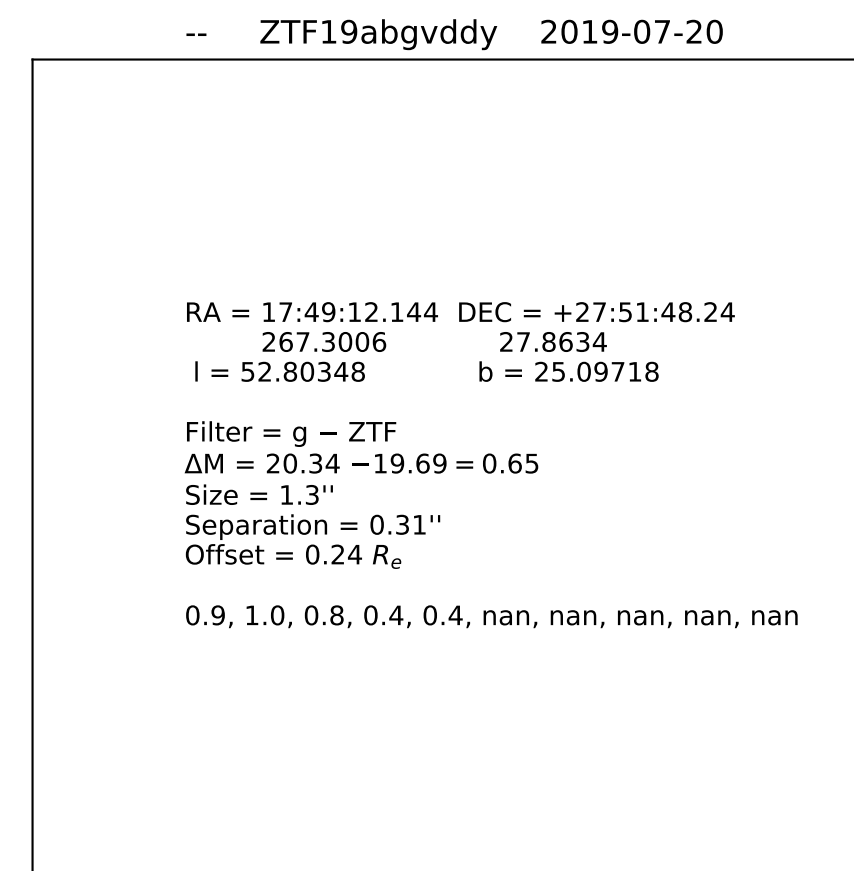 -- ZTF19abgvddy 2019-07-20
RA = 17:49:12.144 DEC = +27:51:48.24
267.3006 27.8634
l = 52.80348 b = 25.09718
Filter = g − ZTF
ΔM = 20.34 −19.69 = 0.65
Size = 1.3''
Separation = 0.31''
Offset = 0.24 Re
0.9, 1.0, 0.8, 0.4, 0.4, nan, nan, nan, nan, nan